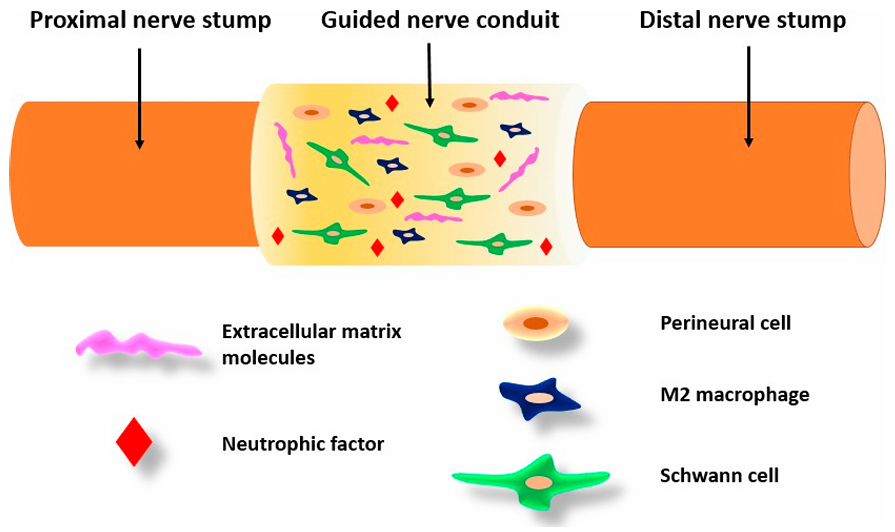 Proximal nerve stump
Guided nerve conduit
Distal nerve stump
Extracellular matrix
molecules
Neutrophic factor
Perineural cell
M2 macrophage
Schwann cell